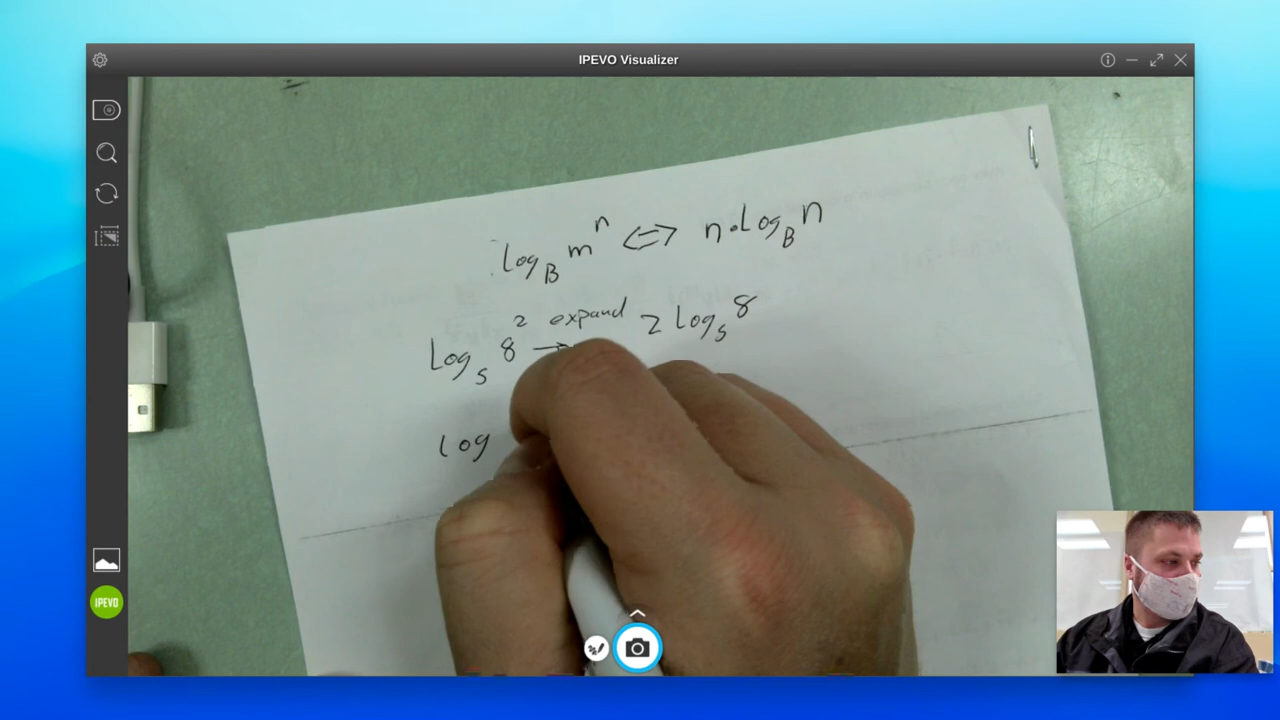 IPEVO Visualizer
log_B m^n ⇔ n·Log_B n
Log_5 8^2 expand → 2 Log_5 8
log
IPEVO